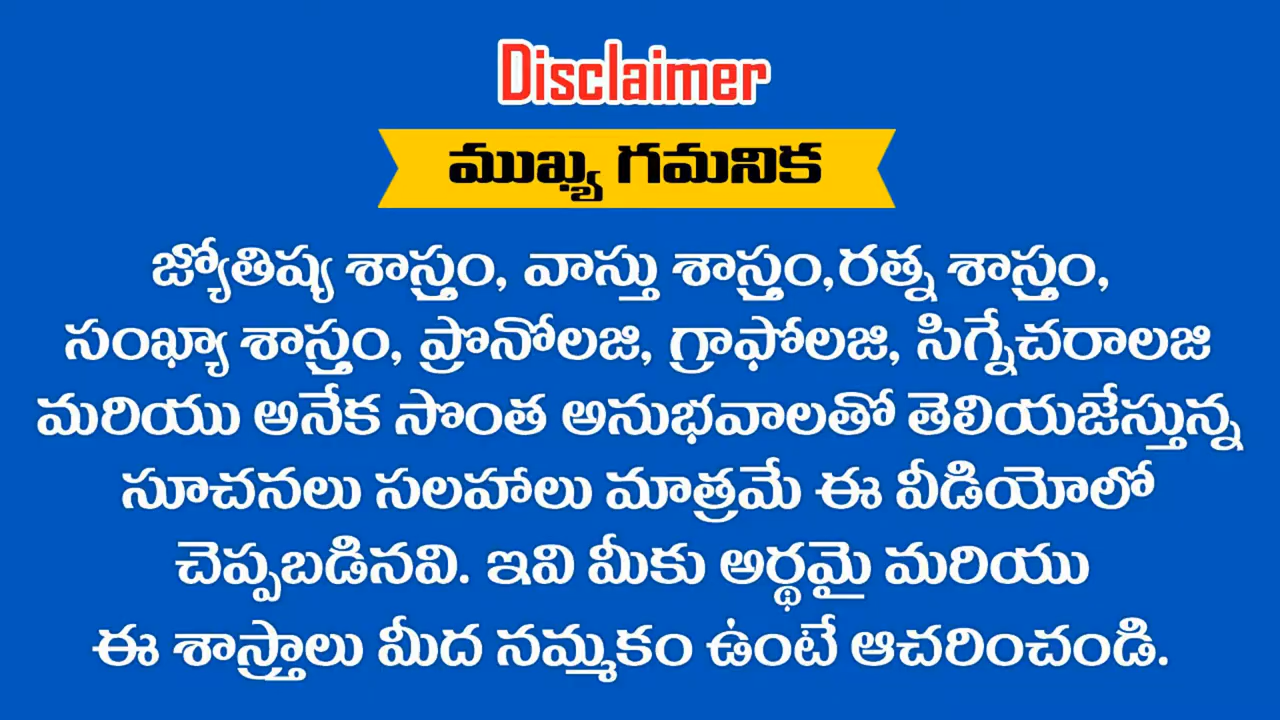 Disclaimer
ముఖ్య గమనిక
జ్యోతిష్య శాస్త్రం, వాస్తు శాస్త్రం,రత్న శాస్త్రం,
సంఖ్యా శాస్త్రం, ప్రొనోలజి, గ్రాఫోలజి, సిగ్నేచరాలజి
మరియు అనేక సొంత అనుభవాలతో తెలియజేస్తున్న
సూచనలు సలహాలు మాత్రమే ఈ వీడియోలో
చెప్పబడినవి. ఇవి మీకు అర్థమై మరియు
ఈ శాస్త్రాలు మీద నమ్మకం ఉంటే ఆచరించండి.